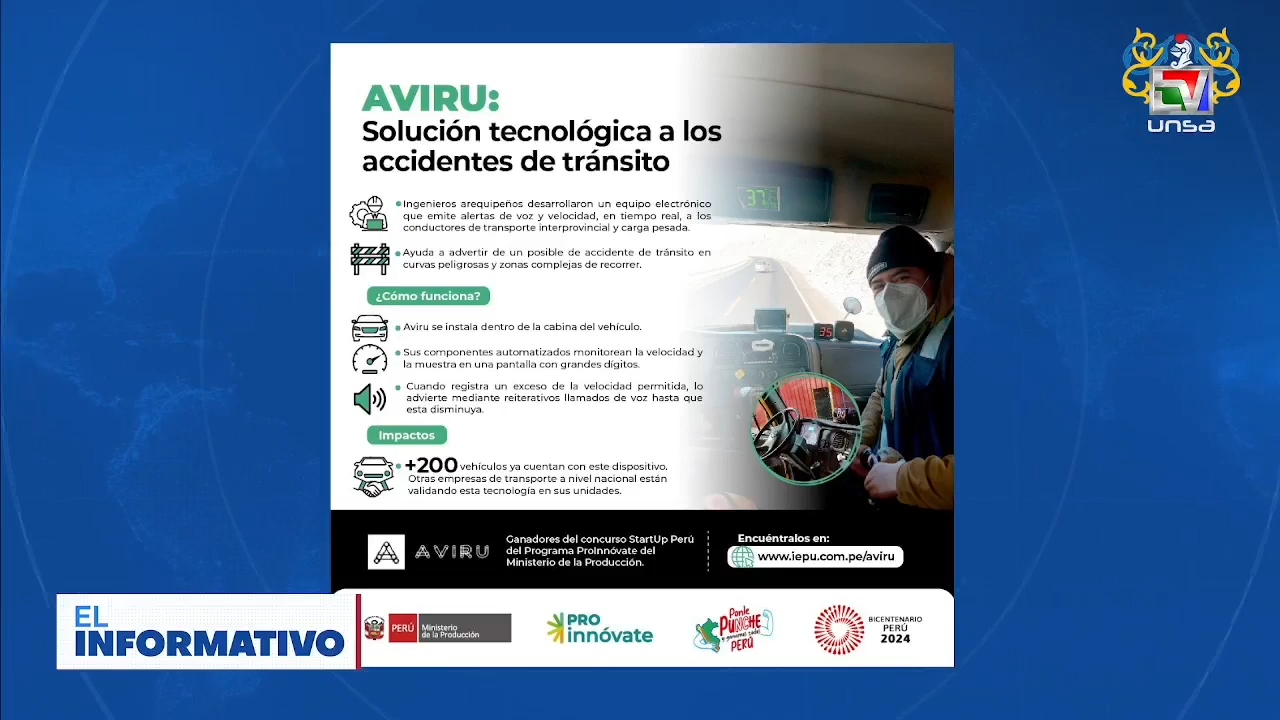 AVIRU:
Solución tecnológica a los
accidentes de tránsito
Ingenieros arequipeños desarrollaron un equipo electrónico
que emite alertas de voz y velocidad, en tiempo real, a los
conductores de transporte interprovincial y carga pesada.
Ayuda a advertir de un posible de accidente de tránsito en
curvas peligrosas y zonas complejas de recorrer.
¿Cómo funciona?
Aviru se instala dentro de la cabina del vehículo.
Sus componentes automatizados monitorean la velocidad y
la muestra en una pantalla con grandes dígitos.
Cuando registra un exceso de la velocidad permitida, lo
advierte mediante reiterativos llamados de voz hasta que
esta disminuya.
Impactos
+200 vehículos ya cuentan con este dispositivo.
Otras empresas de transporte a nivel nacional están
validando esta tecnología en sus unidades.
37
35
AVIRU
Ganadores del concurso StartUp Perú
del Programa ProInnóvate del
Ministerio de la Producción.
Encuéntralos en:
www.iepu.com.pe/aviru
PERÚ
Ministerio
de la Producción
PRO
innóvate
Ponle
PUNCHE
PERÚ
BICENTENARIO
PERÚ
2024
EL
INFORMATIVO
TV
UNSA